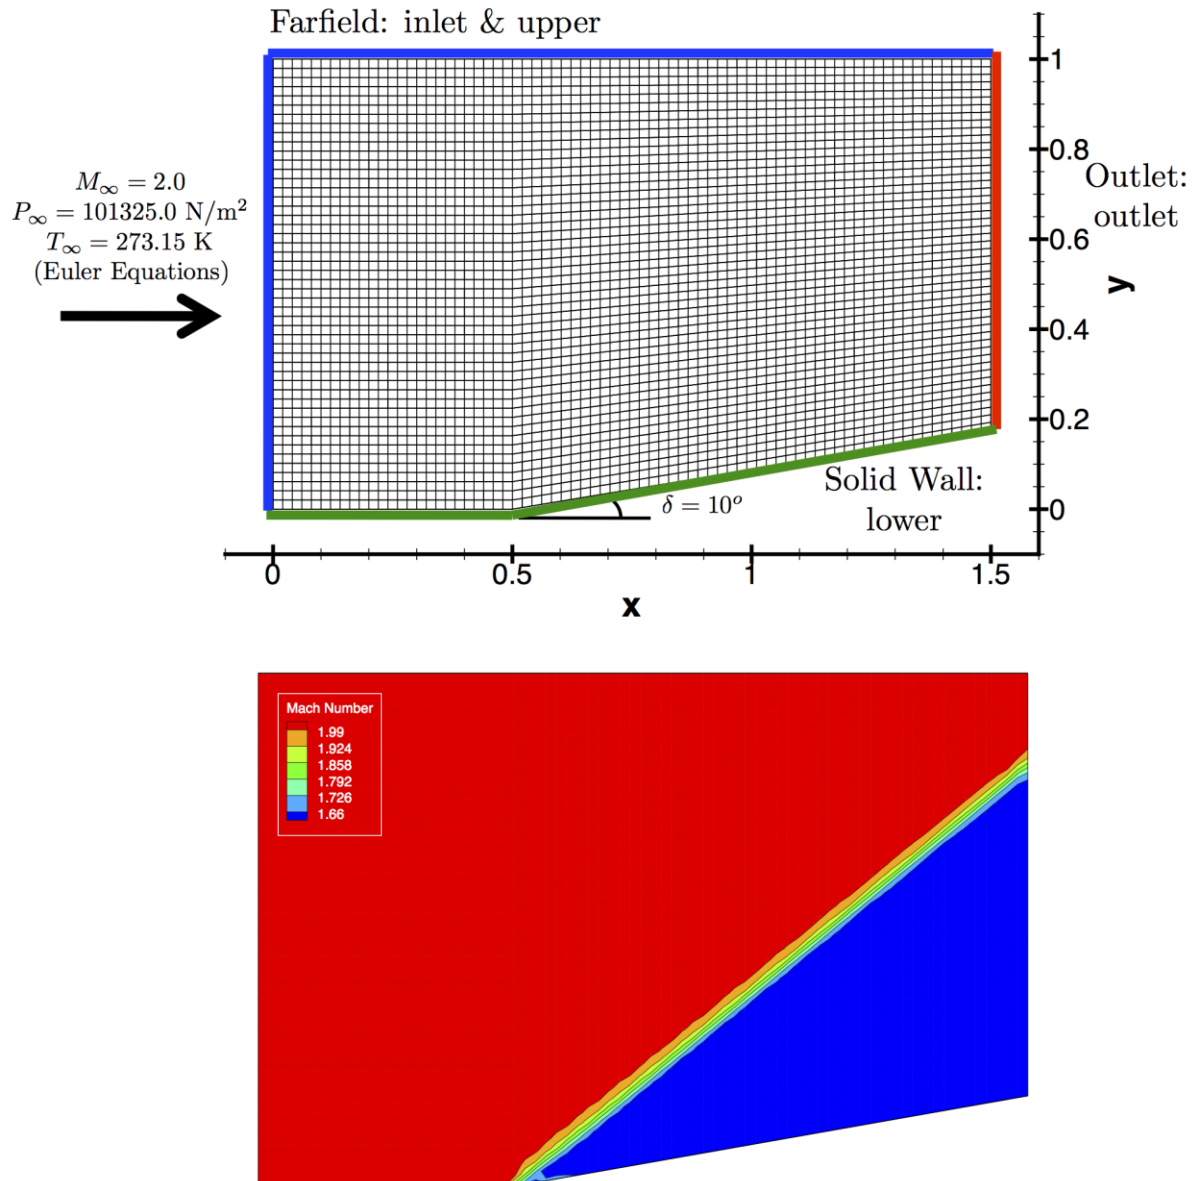 Farfield: inlet & upper
M∞ = 2.0
P∞ = 101325.0 N/m²
T∞ = 273.15 K
(Euler Equations)
1
0.8
0.6
0.4
0.2
0
y
Outlet:
outlet
Solid Wall:
lower
δ = 10º
0 0.5 1 1.5
x
Mach Number
1.99
1.924
1.858
1.792
1.726
1.66